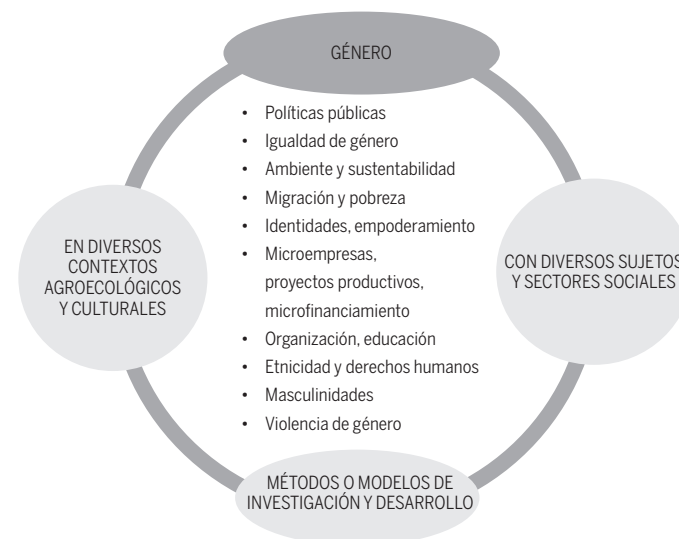 GÉNERO
• Políticas públicas
• Igualdad de género
• Ambiente y sustentabilidad
• Migración y pobreza
• Identidades, empoderamiento
• Microempresas,
proyectos productivos,
microfinanciamiento
• Organización, educación
• Etnicidad y derechos humanos
• Masculinidades
• Violencia de género
EN DIVERSOS
CONTEXTOS
AGROECOLÓGICOS
Y CULTURALES
CON DIVERSOS SUJETOS
Y SECTORES SOCIALES
MÉTODOS O MODELOS DE
INVESTIGACIÓN Y DESARROLLO